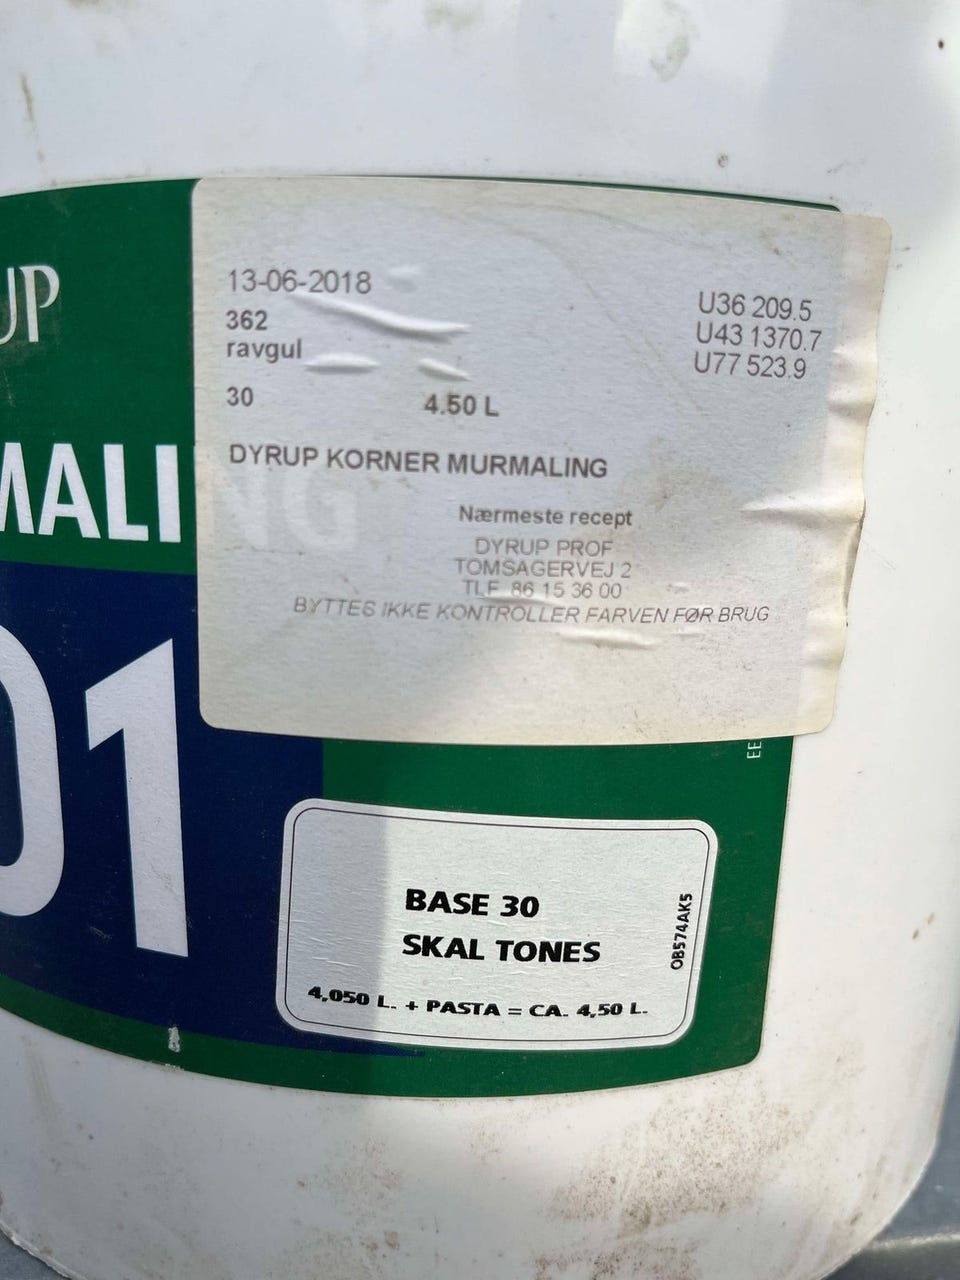 UP
13-06-2018
362
ravgul
30
4.50 L
U36 209.5
U43 1370.7
U77 523.9
DYRUP KORNER MURMALING
Nærmeste recept
DYRUP PROF
TOMSAGERVEJ 2
TLF. 86 15 36 00
BYTTES IKKE KONTROLLER FARVEN FØR BRUG
MALING
01
EE
BASE 30
SKAL TONES
4,050 L. + PASTA = CA. 4,50 L.
OB574AK5